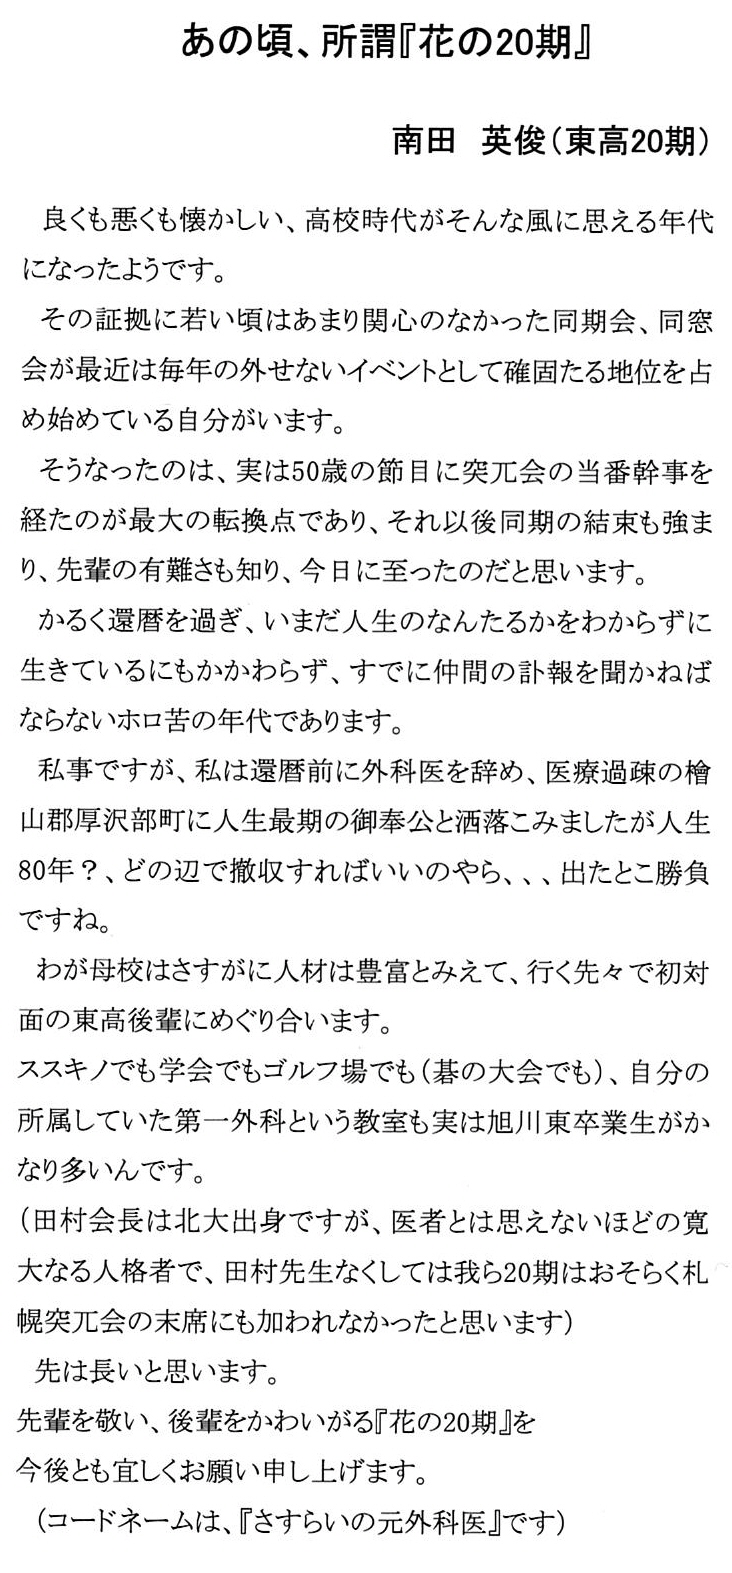 あの頃、所謂『花の20期』
南田　英俊（東高20期）
良くも悪くも懐かしい、高校時代がそんな風に思える年代
になったようです。
その証拠に若い頃はあまり関心のなかった同期会、同窓
会が最近は毎年の外せないイベントとして確固たる地位を占
め始めている自分がいます。
そうなったのは、実は50歳の節目に突兀会の当番幹事を
経たのが最大の転換点であり、それ以後同期の結束も強ま
り、先輩の有難さも知り、今日に至ったのだと思います。
かるく還暦を過ぎ、いまだ人生のなんたるかをわからずに
生きているにもかかわらず、すでに仲間の訃報を聞かねば
ならないホロ苦の年代であります。
私事ですが、私は還暦前に外科医を辞め、医療過疎の檜
山郡厚沢部町に人生最期の御奉公と洒落こみましたが人生
80年？、どの辺で撤収すればいいのやら、、、出たとこ勝負
ですね。
わが母校はさすがに人材は豊富とみえて、行く先々で初対
面の東高後輩にめぐり合います。
ススキノでも学会でもゴルフ場でも（碁の大会でも）、自分の
所属していた第一外科という教室も実は旭川東卒業生がか
なり多いんです。
（田村会長は北大出身ですが、医者とは思えないほどの寛
大なる人格者で、田村先生なくしては我ら20期はおそらく札
幌突兀会の末席にも加われなかったと思います）
先は長いと思います。
先輩を敬い、後輩をかわいがる『花の20期』を
今後とも宜しくお願い申し上げます。
（コードネームは、『さすらいの元外科医』です）